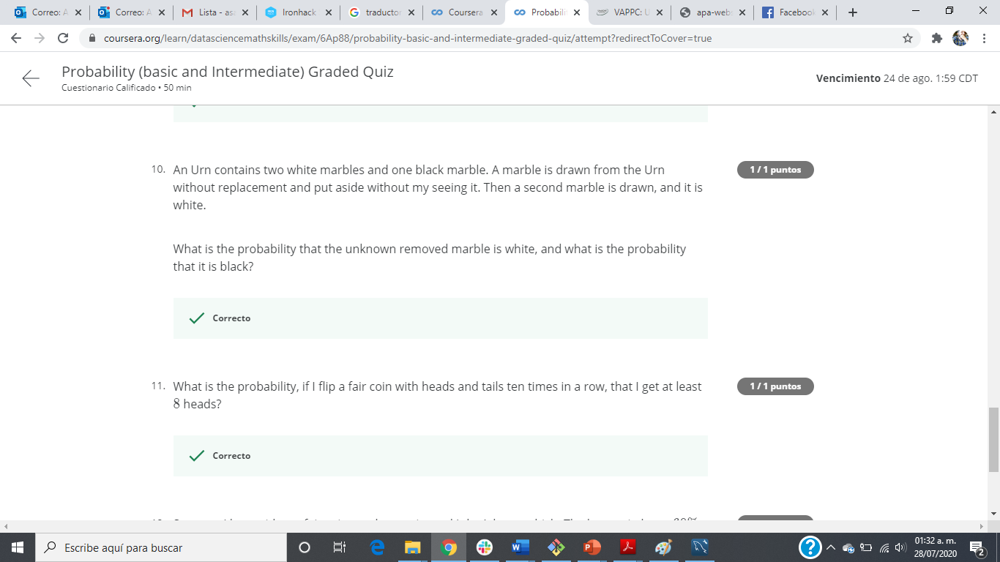 Correo: A
Correo: A
Lista - asa
Ironhack
traductor
Coursera
Probabili
VAPPC: U
apa-webs
Facebook
coursera.org/learn/datasciencemathskills/exam/6Ap88/probability-basic-and-intermediate-graded-quiz/attempt?redirectToCover=true
Probability (basic and Intermediate) Graded Quiz
Cuestionario Calificado • 50 min
Vencimiento 24 de ago. 1:59 CDT
10. An Urn contains two white marbles and one black marble. A marble is drawn from the Urn
without replacement and put aside without my seeing it. Then a second marble is drawn, and it is
white.
1 / 1 puntos
What is the probability that the unknown removed marble is white, and what is the probability
that it is black?
Correcto
11. What is the probability, if I flip a fair coin with heads and tails ten times in a row, that I get at least
8 heads?
1 / 1 puntos
Correcto
Escribe aquí para buscar
01:32 a. m.
28/07/2020
2